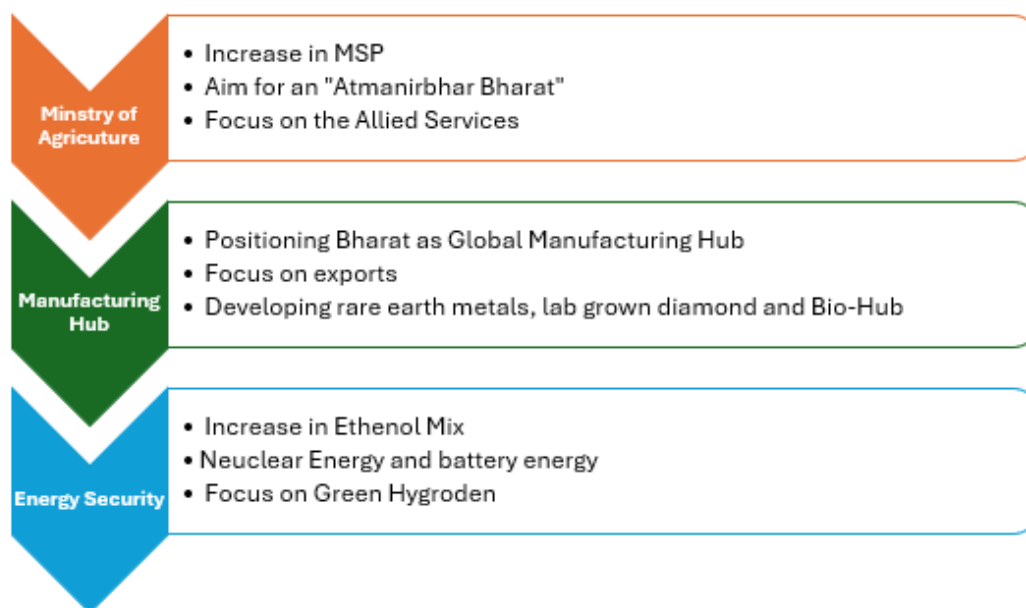 Minstry of
Agricuture
• Increase in MSP
• Aim for an "Atmanirbhar Bharat"
• Focus on the Allied Services
Manufacturing
Hub
• Positioning Bharat as Global Manufacturing Hub
• Focus on exports
• Developing rare earth metals, lab grown diamond and Bio-Hub
Energy Security
• Increase in Ethenol Mix
• Neuclear Energy and battery energy
• Focus on Green Hygroden